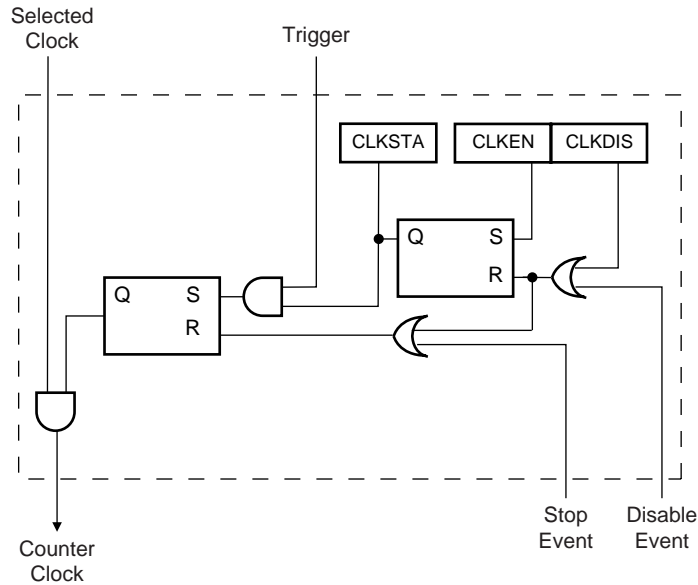 Selected
Clock
Trigger
CLKSTA
CLKEN
CLKDIS
Q
S
R
Q
S
R
Stop
Event
Disable
Event
Counter
Clock